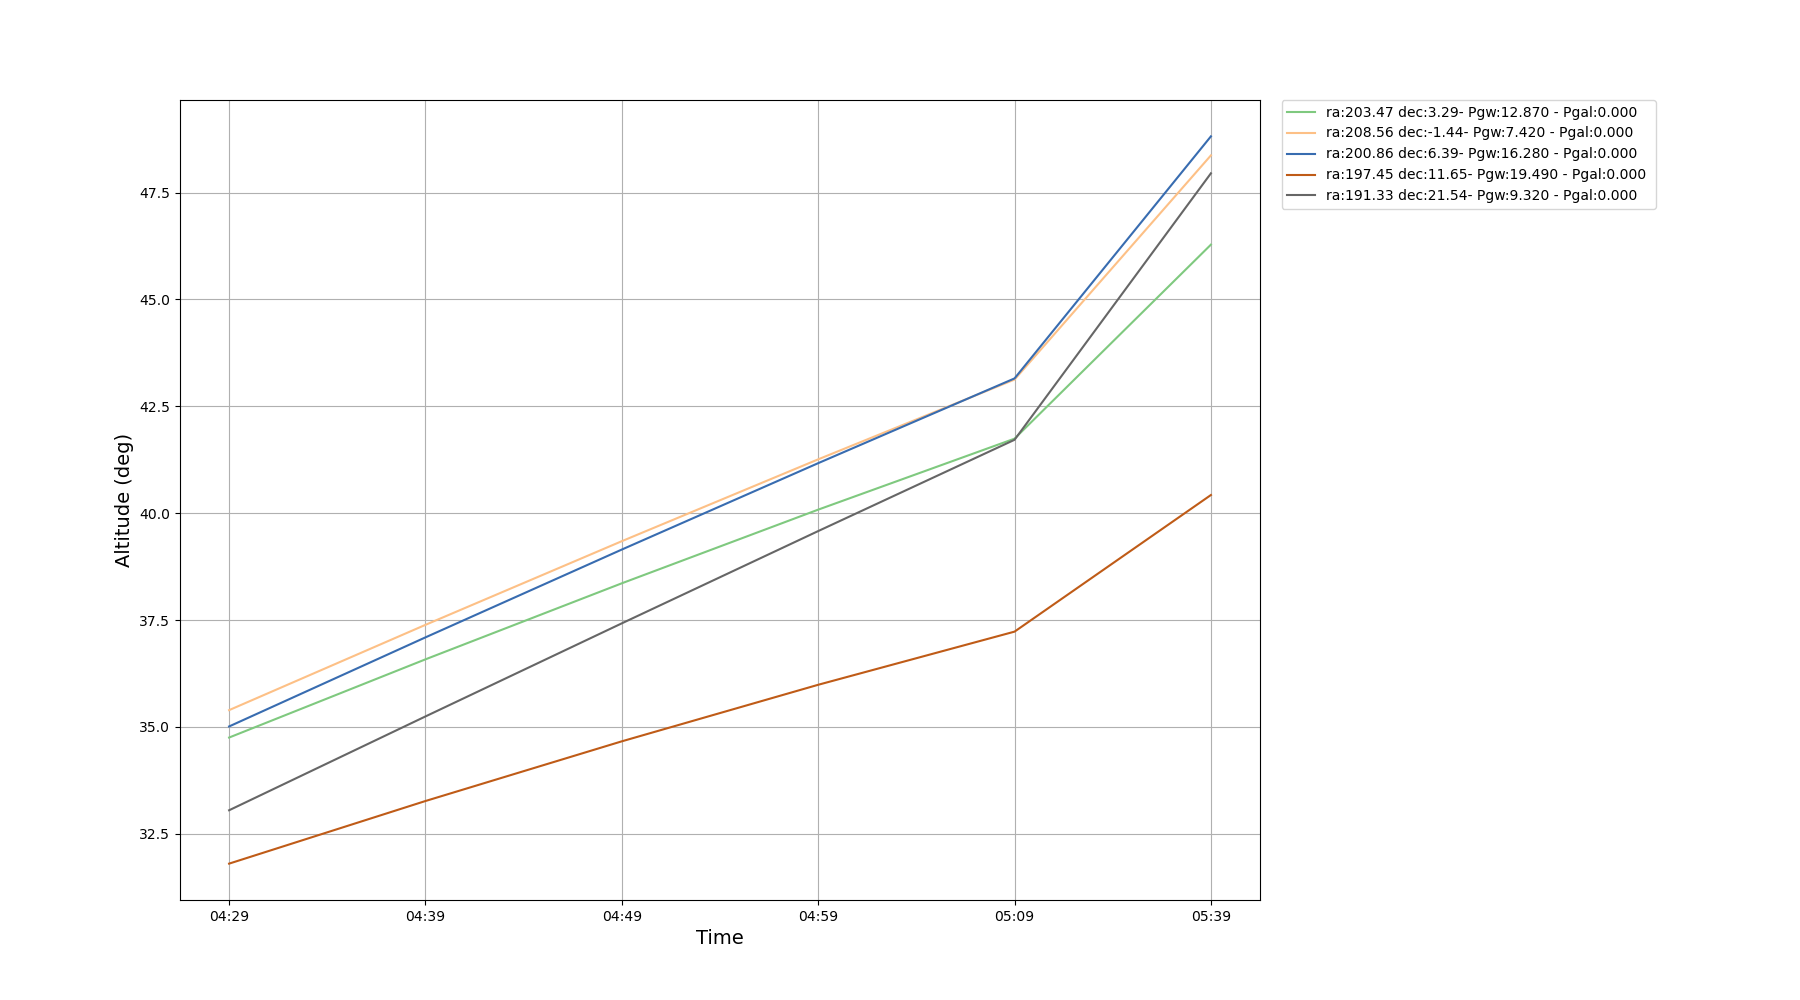 ra:203.47 dec:3.29- Pgw:12.870 - Pgal:0.000
ra:208.56 dec:-1.44- Pgw:7.420 - Pgal:0.000
ra:200.86 dec:6.39- Pgw:16.280 - Pgal:0.000
ra:197.45 dec:11.65- Pgw:19.490 - Pgal:0.000
ra:191.33 dec:21.54- Pgw:9.320 - Pgal:0.000
47.5
45.0
42.5
40.0
37.5
35.0
32.5
Altitude (deg)
04:29 04:39 04:49 04:59 05:09 05:39
Time